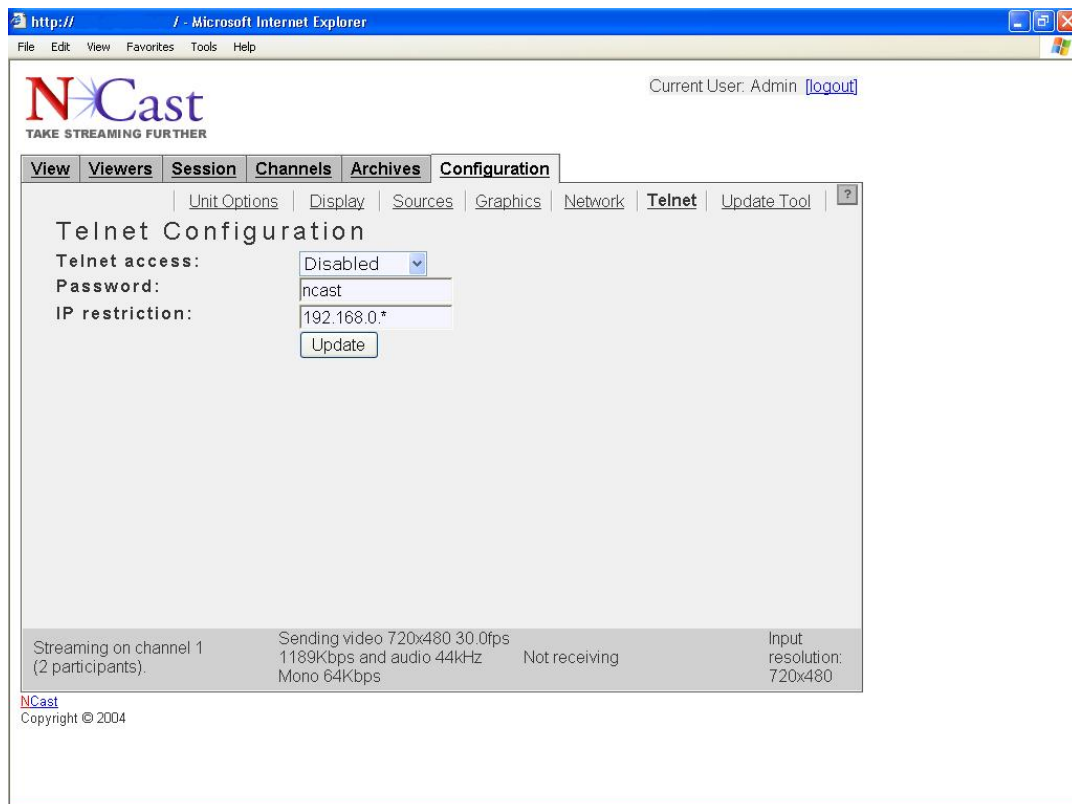 http:// / - Microsoft Internet Explorer
File Edit View Favorites Tools Help
NCast
TAKE STREAMING FURTHER
Current User: Admin [logout]
View Viewers Session Channels Archives Configuration
Unit Options Display Sources Graphics Network Telnet Update Tool ?
Telnet Configuration
Telnet access: Disabled
Password: ncast
IP restriction: 192.168.0.*
Update
Streaming on channel 1
(2 participants).
Sending video 720x480 30.0fps
1189Kbps and audio 44kHz
Mono 64Kbps
Not receiving
Input
resolution:
720x480
NCast
Copyright © 2004